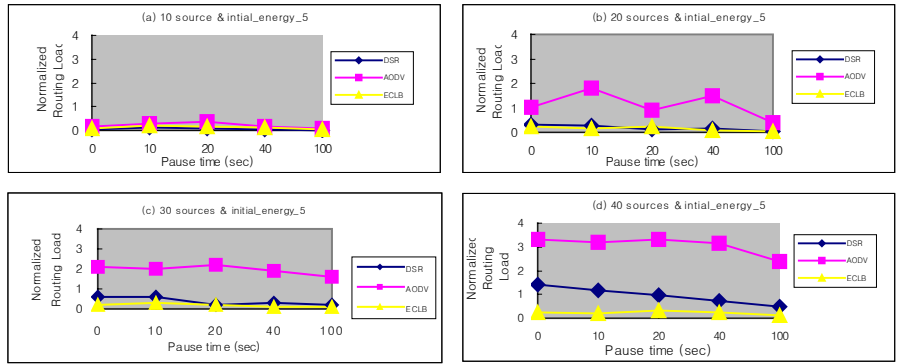 (a) 10 source & intial_energy_5
Normalized
Routing Load
4
3
2
1
0
0 10 20 40 100
Pause time (sec)
DSR
AODV
ECLB
(b) 20 sources & intial_energy_5
Normalized
Routing Load
4
3
2
1
0
0 10 20 40 100
Pause time (sec)
DSR
AODV
ECLB
(c) 30 sources & initial_energy_5
Normalized
Routing Load
4
3
2
1
0
0 10 20 40 100
Pause time (sec)
DSR
AODV
ECLB
(d) 40 sources & intial_energy_5
Normalized
Routing
Load
4
3
2
1
0
0 10 20 40 100
Pause time (sec)
DSR
AODV
ECLB